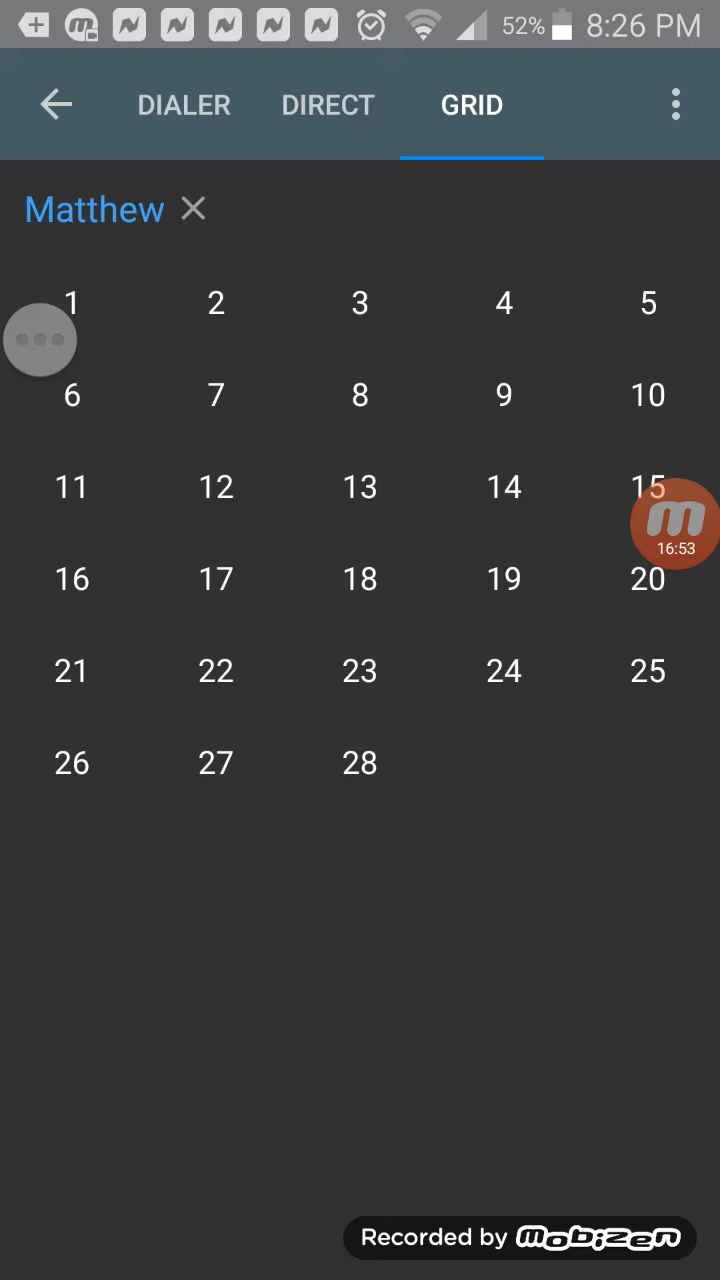 52% 8:26 PM
DIALER DIRECT GRID
Matthew
1 2 3 4 5
6 7 8 9 10
11 12 13 14 15
m
16:53
16 17 18 19 20
21 22 23 24 25
26 27 28
Recorded by mobizen